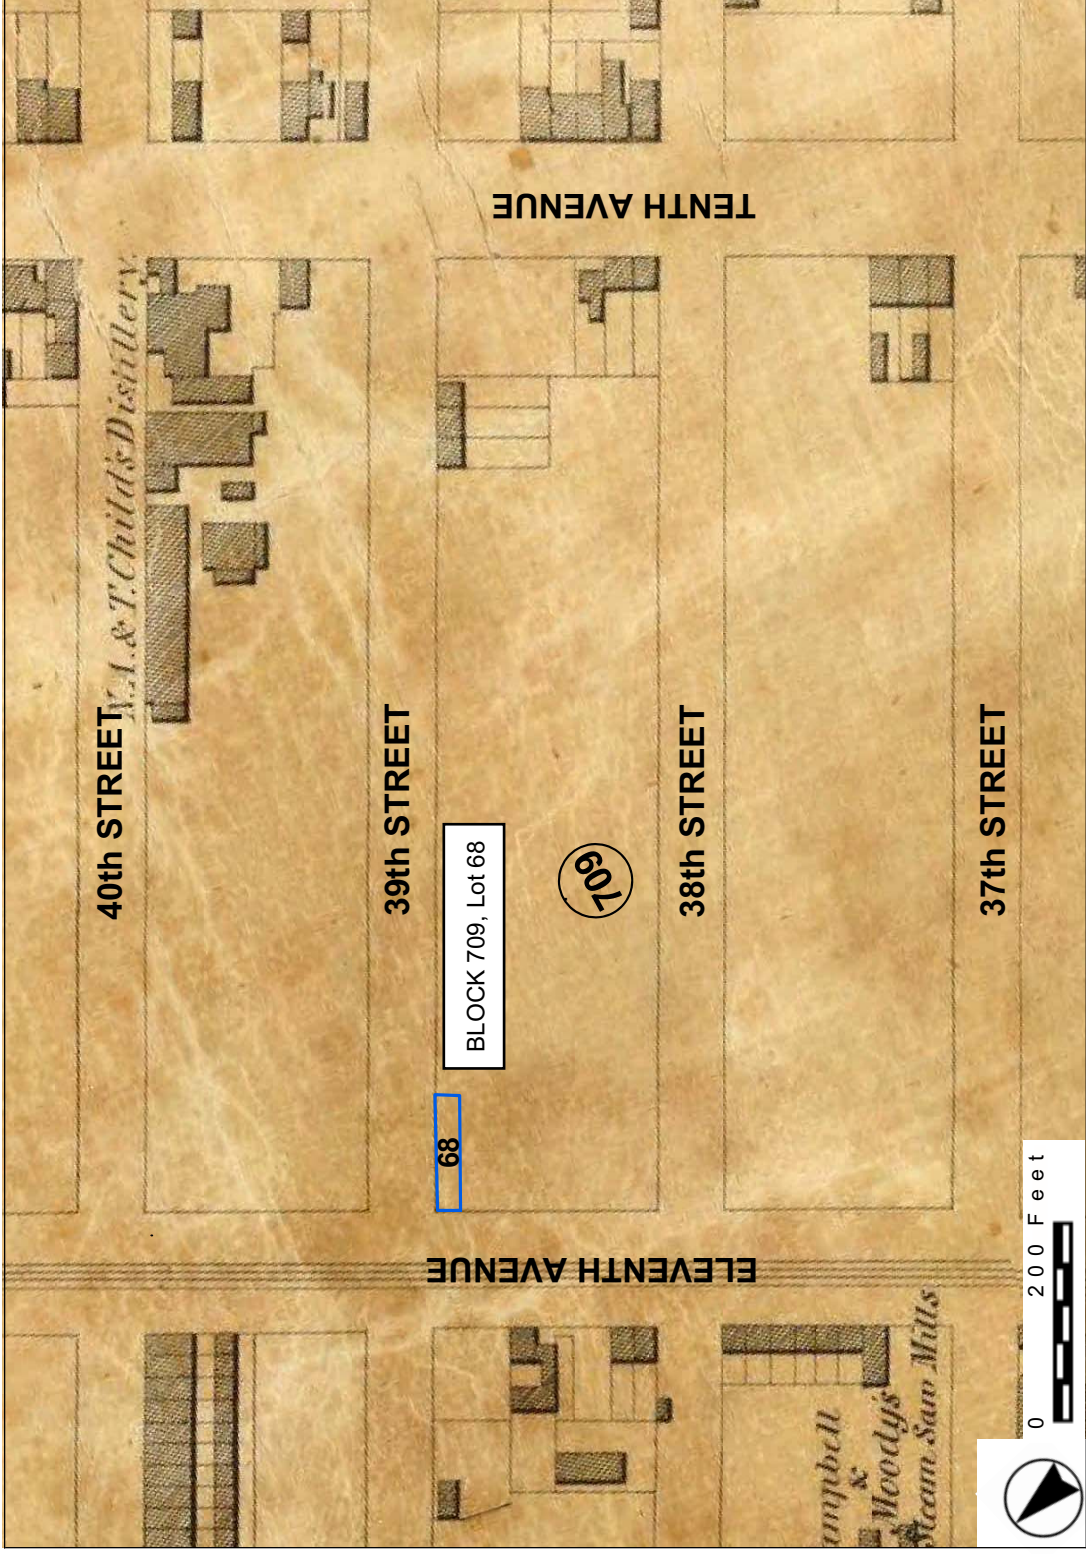 TENTH AVENUE
N.A. & T. Child's Distillery.
40th STREET
39th STREET
38th STREET
37th STREET
BLOCK 709, Lot 68
709
68
ELEVENTH AVENUE
ampbell
&
Moody's
Steam Saw Mills
0 200 Feet